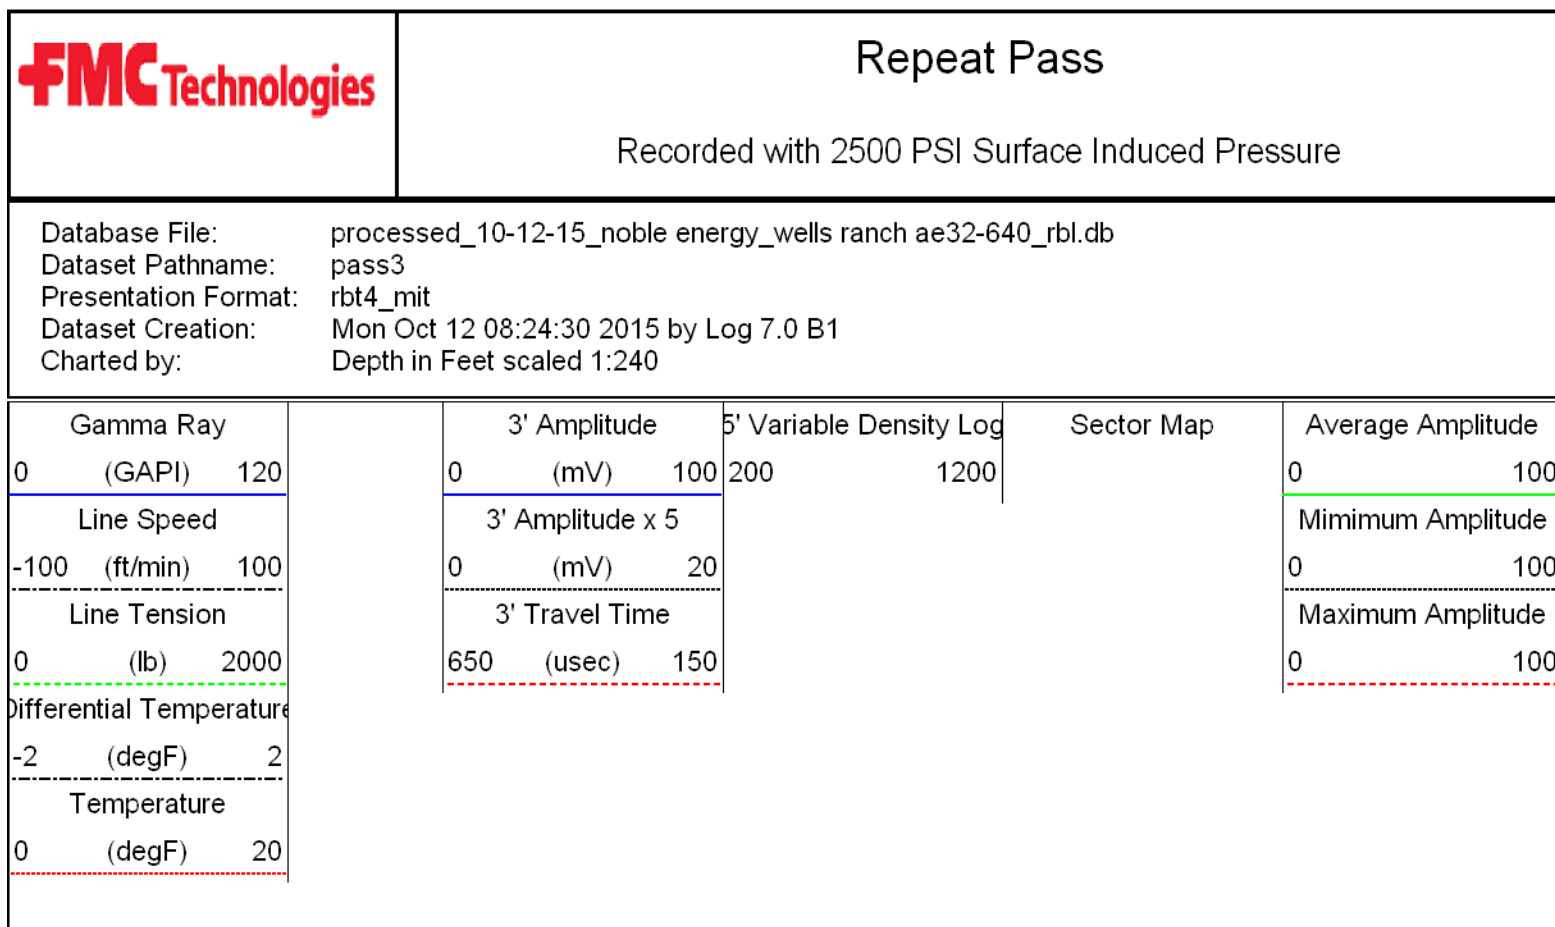 FMC Technologies
Repeat Pass
Recorded with 2500 PSI Surface Induced Pressure
Database File: processed_10-12-15_noble energy_wells ranch ae32-640_rbl.db
Dataset Pathname: pass3
Presentation Format: rbt4_mit
Dataset Creation: Mon Oct 12 08:24:30 2015 by Log 7.0 B1
Charted by: Depth in Feet scaled 1:240
Gamma Ray
0 (GAPI) 120
Line Speed
-100 (ft/min) 100
Line Tension
0 (lb) 2000
Differential Temperature
-2 (degF) 2
Temperature
0 (degF) 20
3' Amplitude
0 (mV) 100
3' Amplitude x 5
0 (mV) 20
3' Travel Time
650 (usec) 150
5' Variable Density Log
200 1200
Sector Map
Average Amplitude
0 100
Mimimum Amplitude
0 100
Maximum Amplitude
0 100